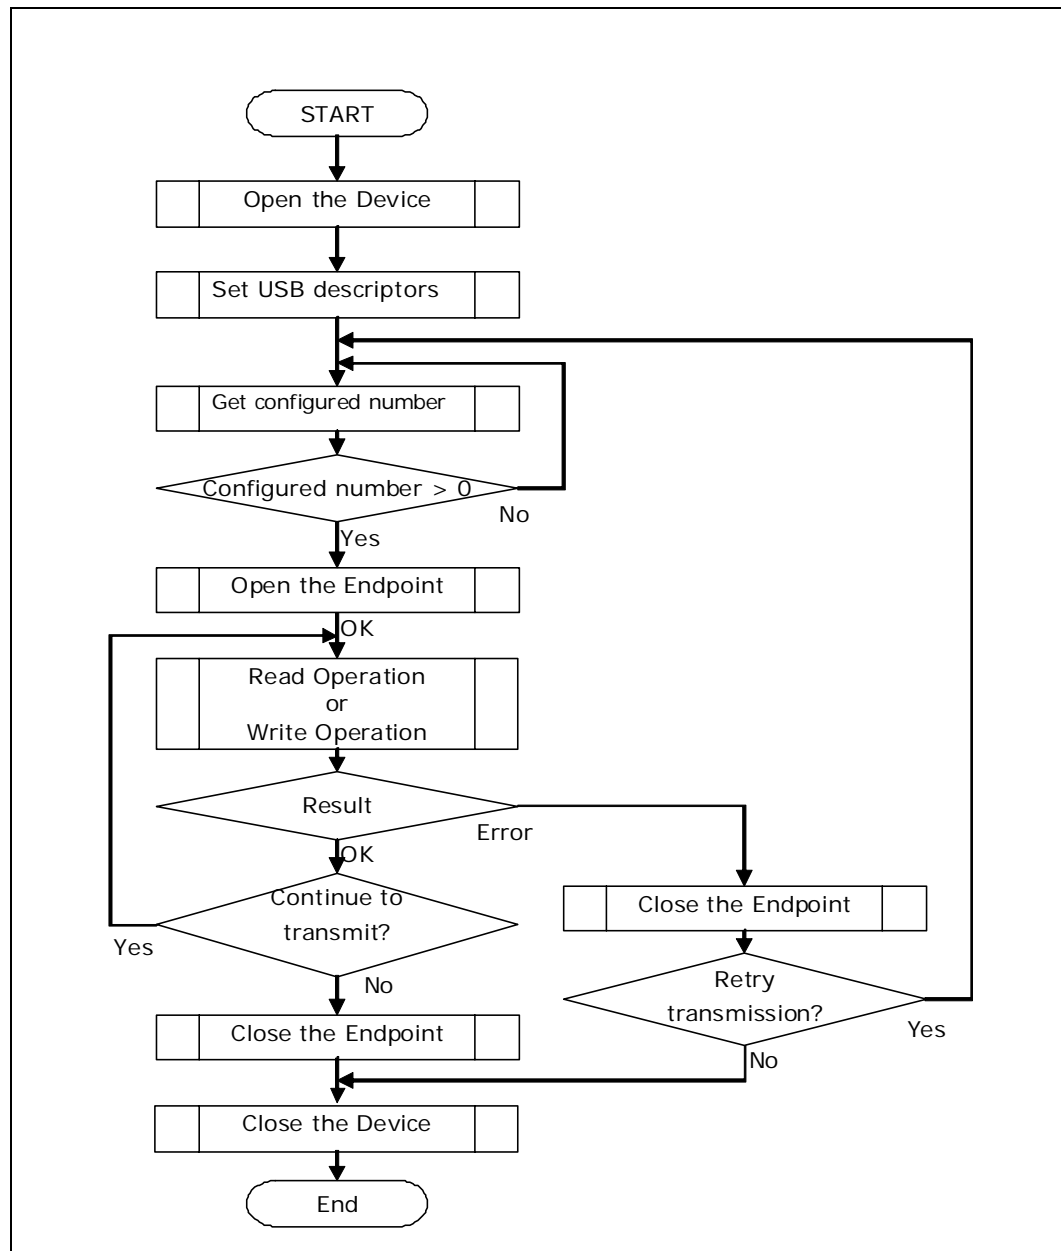 START
Open the Device
Set USB descriptors
Get configured number
Configured number > 0
No
Yes
Open the Endpoint
OK
Read Operation
or
Write Operation
Result
Error
OK
Continue to
transmit?
Yes
No
Close the Endpoint
Retry
transmission?
Yes
No
Close the Endpoint
Close the Device
End